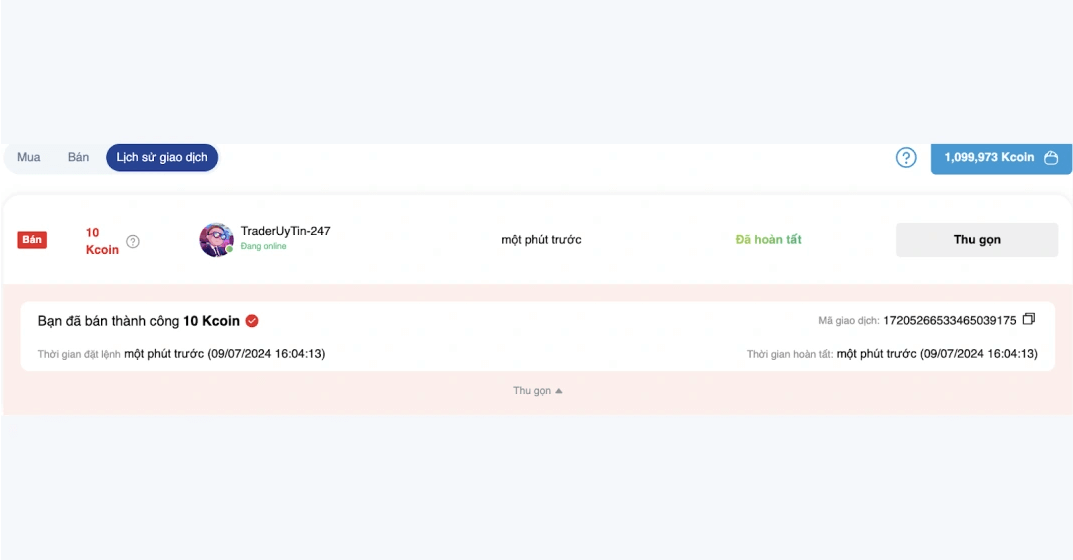 Mua Bán Lịch sử giao dịch ? 1,099,973 Kcoin
Bán 10 Kcoin ? TraderUyTin-247 Đang online một phút trước Đã hoàn tất Thu gọn
Bạn đã bán thành công 10 Kcoin Mã giao dịch: 17205266533465039175
Thời gian đặt lệnh một phút trước (09/07/2024 16:04:13) Thời gian hoàn tất: một phút trước (09/07/2024 16:04:13)
Thu gọn